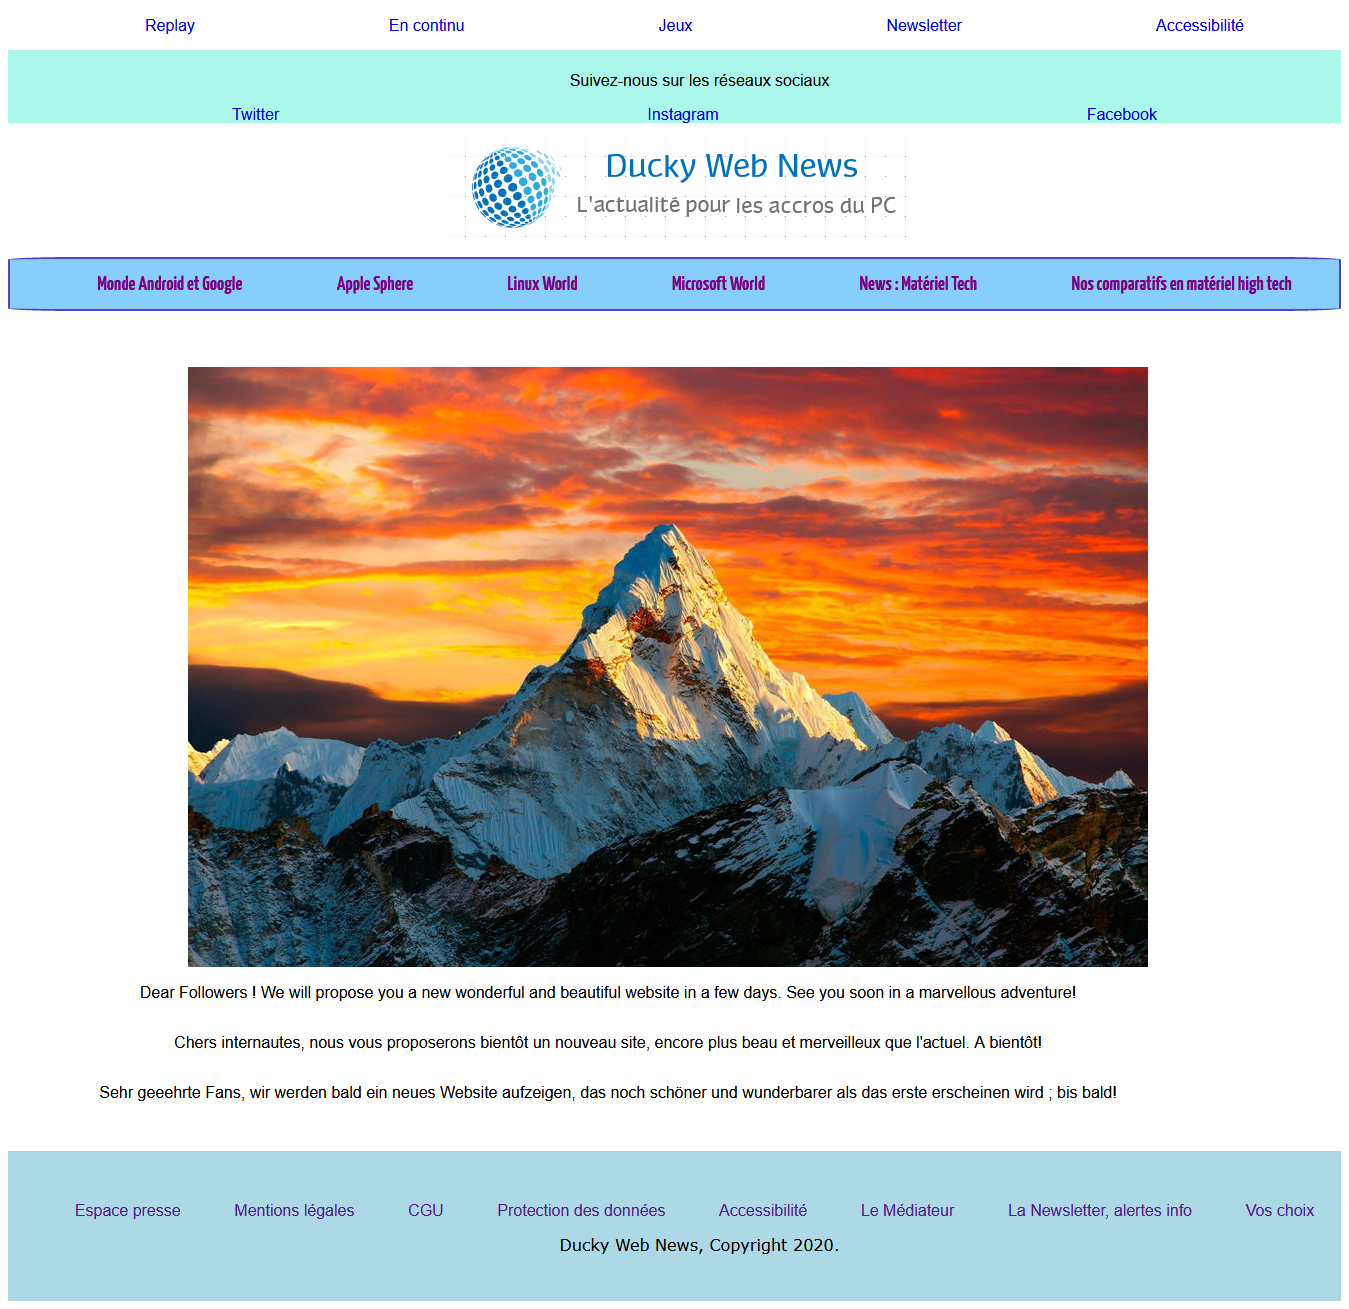 Replay En continu Jeux Newsletter Accessibilité
Suivez-nous sur les réseaux sociaux
Twitter Instagram Facebook
Ducky Web News
L'actualité pour les accros du PC
Monde Android et Google Apple Sphere Linux World Microsoft World News : Matériel Tech Nos comparatifs en matériel high tech
Dear Followers ! We will propose you a new wonderful and beautiful website in a few days. See you soon in a marvellous adventure!
Chers internautes, nous vous proposerons bientôt un nouveau site, encore plus beau et merveilleux que l'actuel. A bientôt!
Sehr geeehrte Fans, wir werden bald ein neues Website aufzeigen, das noch schöner und wunderbarer als das erste erscheinen wird ; bis bald!
Espace presse Mentions légales CGU Protection des données Accessibilité Le Médiateur La Newsletter, alertes info Vos choix
Ducky Web News, Copyright 2020.